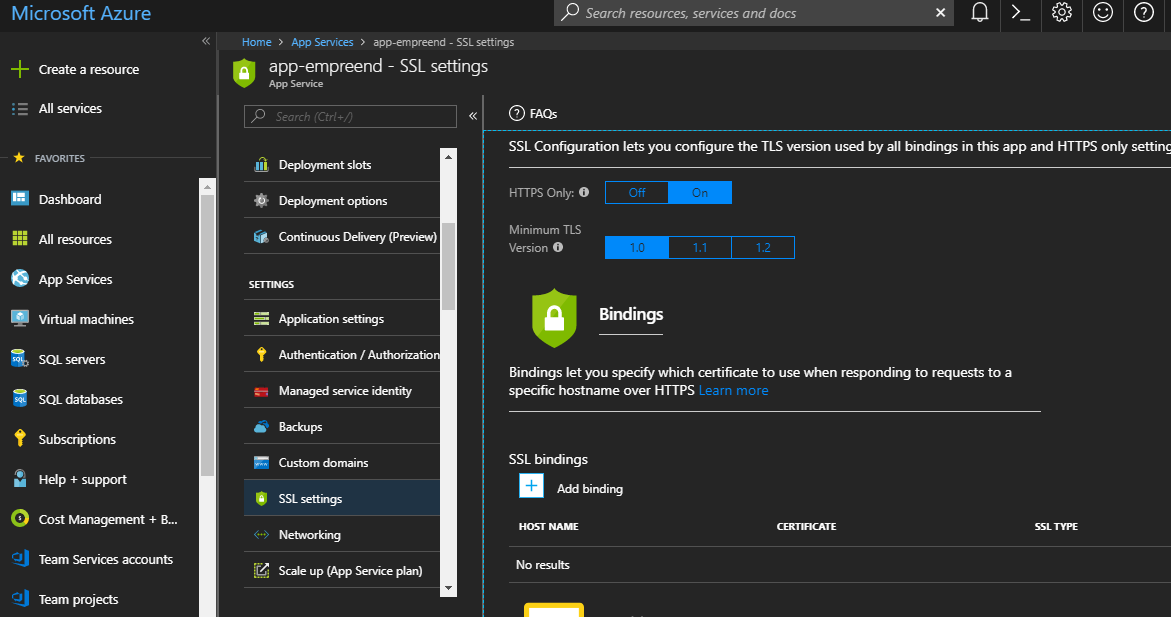 Microsoft Azure
Search resources, services and docs
Home > App Services > app-empreend - SSL settings
app-empreend - SSL settings
App Service
Create a resource
All services
FAVORITES
Dashboard
All resources
App Services
Virtual machines
SQL servers
SQL databases
Subscriptions
Help + support
Cost Management + B...
Team Services accounts
Team projects
Search (Ctrl+/)
Deployment slots
Deployment options
Continuous Delivery (Preview)
SETTINGS
Application settings
Authentication / Authorization
Managed service identity
Backups
Custom domains
SSL settings
Networking
Scale up (App Service plan)
FAQs
SSL Configuration lets you configure the TLS version used by all bindings in this app and HTTPS only setting
HTTPS Only: Off On
Minimum TLS
Version 1.0 1.1 1.2
Bindings
Bindings let you specify which certificate to use when responding to requests to a
specific hostname over HTTPS Learn more
SSL bindings
Add binding
HOST NAME CERTIFICATE SSL TYPE
No results